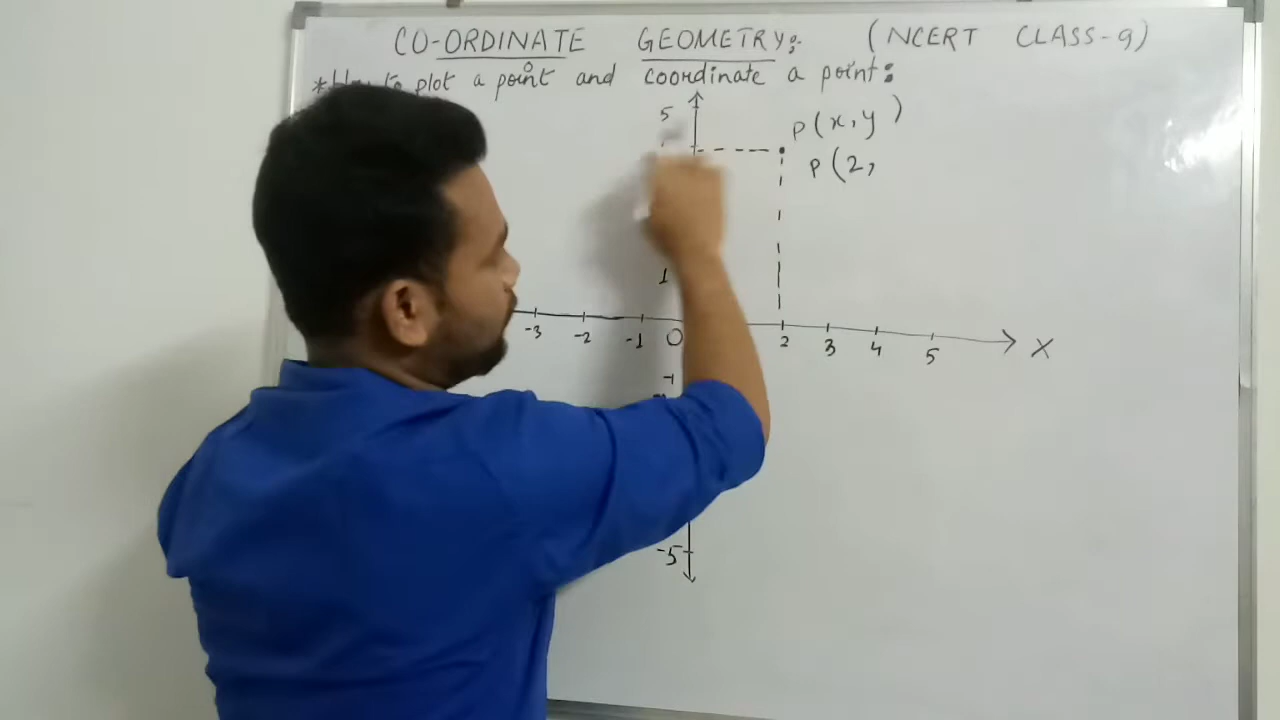 CO-ORDINATE GEOMETRY: (NCERT CLASS-9)
to plot a point and coordinate a point:
5
P(x,y)
P(2,
1
-3 -2 -1 0 2 3 4 5 X
-1
-5